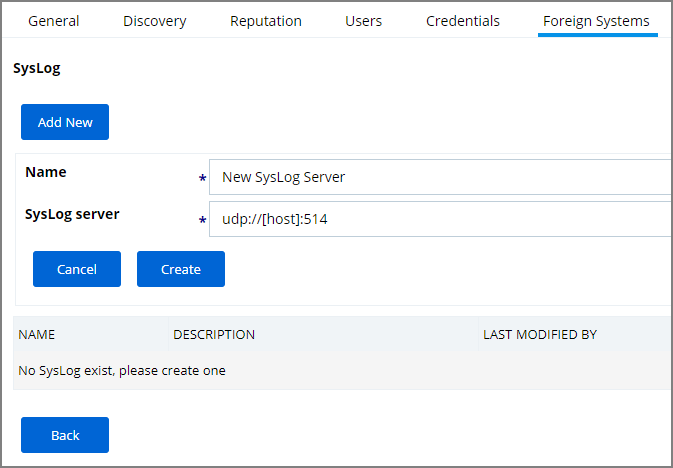 General Discovery Reputation Users Credentials Foreign Systems
SysLog
Add New
Name * New SysLog Server
SysLog server * udp://[host]:514
Cancel Create
NAME DESCRIPTION LAST MODIFIED BY
No SysLog exist, please create one
Back